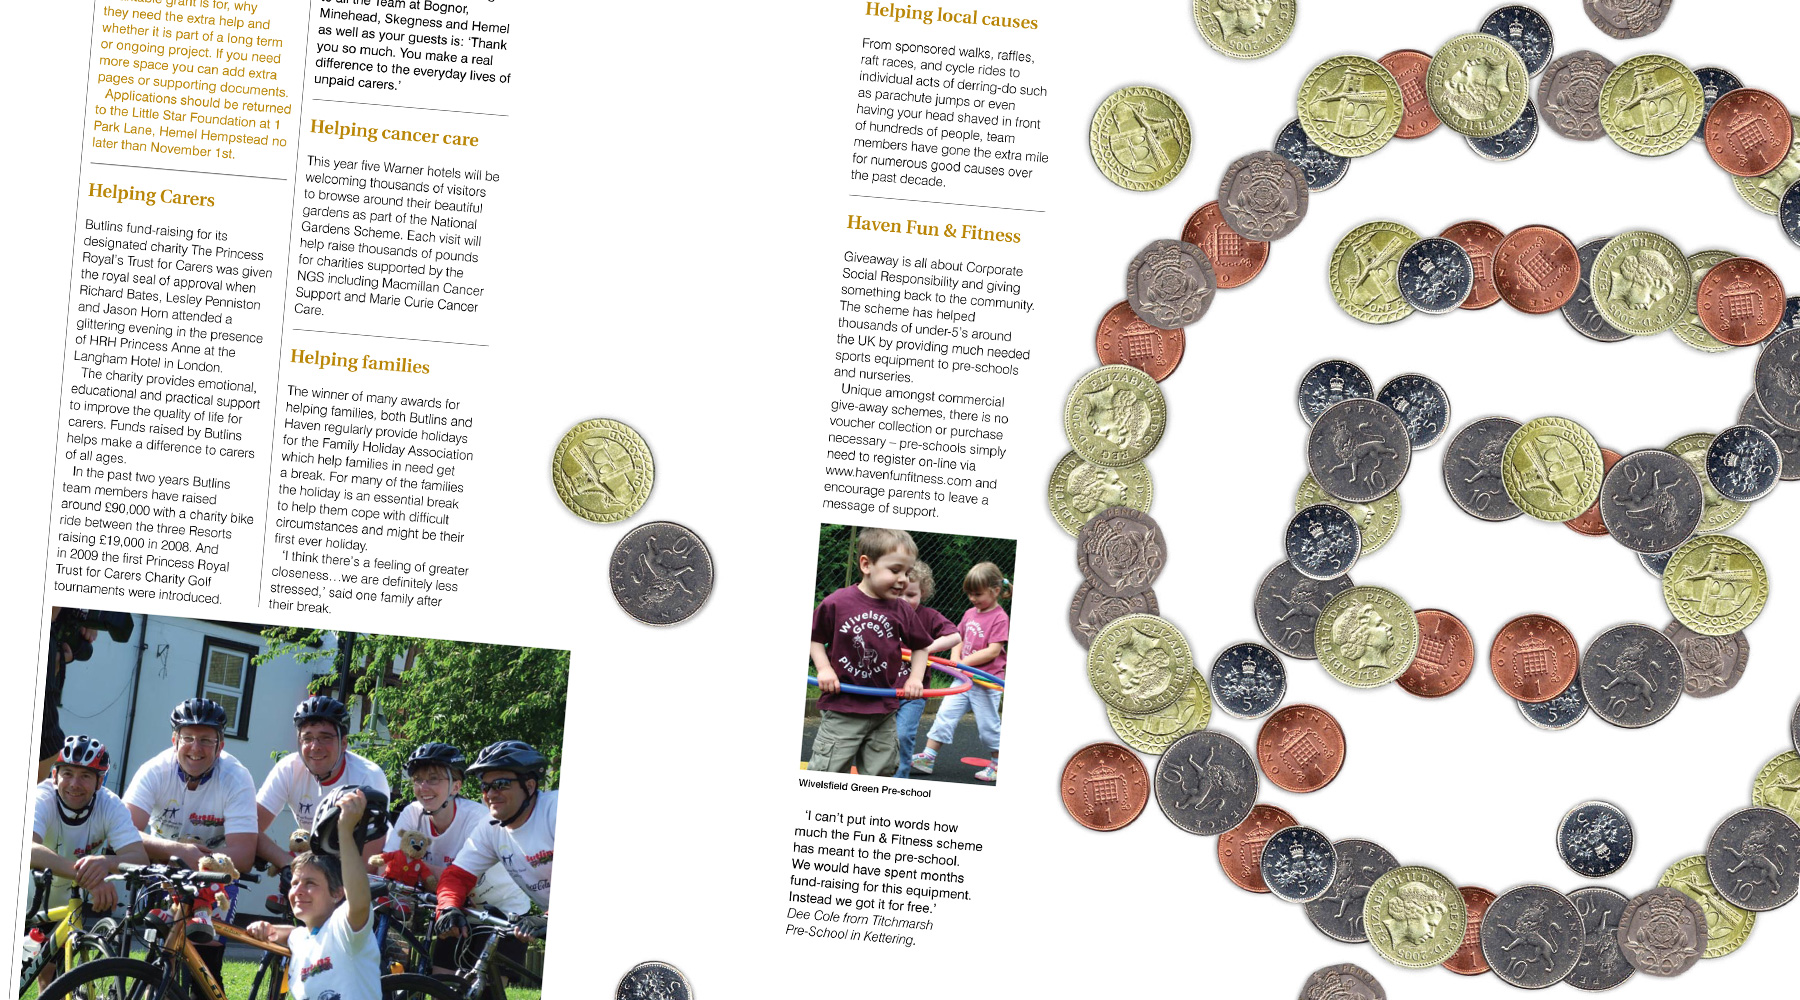 grant is for, why
they need the extra help and
whether it is part of a long term
or ongoing project. If you need
more space you can add extra
pages or supporting documents.
Applications should be returned
to the Little Star Foundation at 1
Park Lane, Hemel Hempstead no
later than November 1st.
Helping Carers
Butlins fund-raising for its
designated charity The Princess
Royal's Trust for Carers was given
the royal seal of approval when
Richard Bates, Lesley Penniston
and Jason Horn attended a
glittering evening in the presence
of HRH Princess Anne at the
Langham Hotel in London.
The charity provides emotional,
educational and practical support
to improve the quality of life for
carers. Funds raised by Butlins
helps make a difference to carers
of all ages.
In the past two years Butlins
team members have raised
around £90,000 with a charity bike
ride between the three Resorts
raising £19,000 in 2008. And
in 2009 the first Princess Royal
Trust for Carers Charity Golf
tournaments were introduced.
to all the Team at Bognor,
Minehead, Skegness and Hemel
as well as your guests is: 'Thank
you so much. You make a real
difference to the everyday lives of
unpaid carers.'
Helping cancer care
This year five Warner hotels will be
welcoming thousands of visitors
to browse around their beautiful
gardens as part of the National
Gardens Scheme. Each visit will
help raise thousands of pounds
for charities supported by the
NGS including Macmillan Cancer
Support and Marie Curie Cancer
Care.
Helping families
The winner of many awards for
helping families, both Butlins and
Haven regularly provide holidays
for the Family Holiday Association
which help families in need get
a break. For many of the families
the holiday is an essential break
to help them cope with difficult
circumstances and might be their
first ever holiday.
'I think there's a feeling of greater
closeness…we are definitely less
stressed,' said one family after
their break.
Helping local causes
From sponsored walks, raffles,
raft races, and cycle rides to
individual acts of derring-do such
as parachute jumps or even
having your head shaved in front
of hundreds of people, team
members have gone the extra mile
for numerous good causes over
the past decade.
Haven Fun & Fitness
Giveaway is all about Corporate
Social Responsibility and giving
something back to the community.
The scheme has helped
thousands of under-5's around
the UK by providing much needed
sports equipment to pre-schools
and nurseries.
Unique amongst commercial
give-away schemes, there is no
voucher collection or purchase
necessary – pre-schools simply
need to register on-line via
www.havenfunfitness.com and
encourage parents to leave a
message of support.
Wivelsfield
Green
Playgroup
Wivelsfield Green Pre-school
'I can't put into words how
much the Fun & Fitness scheme
has meant to the pre-school.
We would have spent months
fund-raising for this equipment.
Instead we got it for free.'
Dee Cole from Titchmarsh
Pre-School in Kettering.